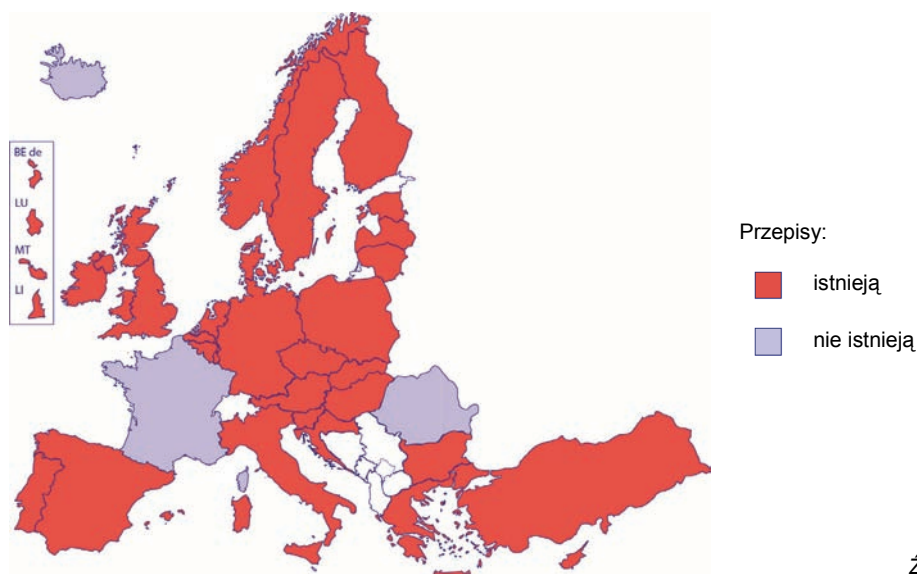 BE de
LU
MT
LI
Przepisy:
istnieją
nie istnieją